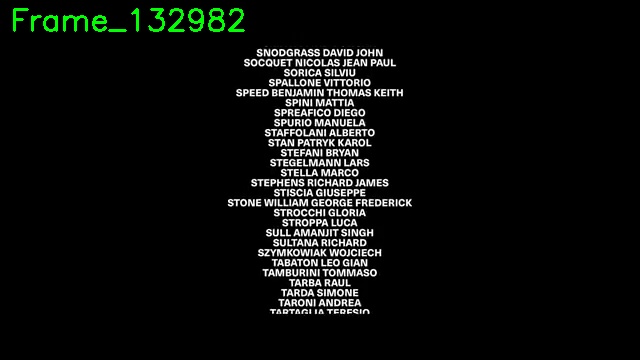 Frame_132982
SNODGRASS DAVID JOHN
SOCQUET NICOLAS JEAN PAUL
SORICA SILVIU
SPALLONE VITTORIO
SPEED BENJAMIN THOMAS KEITH
SPINI MATTIA
SPREAFICO DIEGO
SPURIO MANUELA
STAFFOLANI ALBERTO
STAN PATRYK KAROL
STEFANI BRYAN
STEGELMANN LARS
STELLA MARCO
STEPHENS RICHARD JAMES
STISCIA GIUSEPPE
STONE WILLIAM GEORGE FREDERICK
STROCCHI GLORIA
STROPPA LUCA
SULL AMANJIT SINGH
SULTANA RICHARD
SZYMKOWIAK WOJCIECH
TABATON LEO GIAN
TAMBURINI TOMMASO
TARBA RAUL
TARDA SIMONE
TARONI ANDREA
TARTAGLIA TERESIO